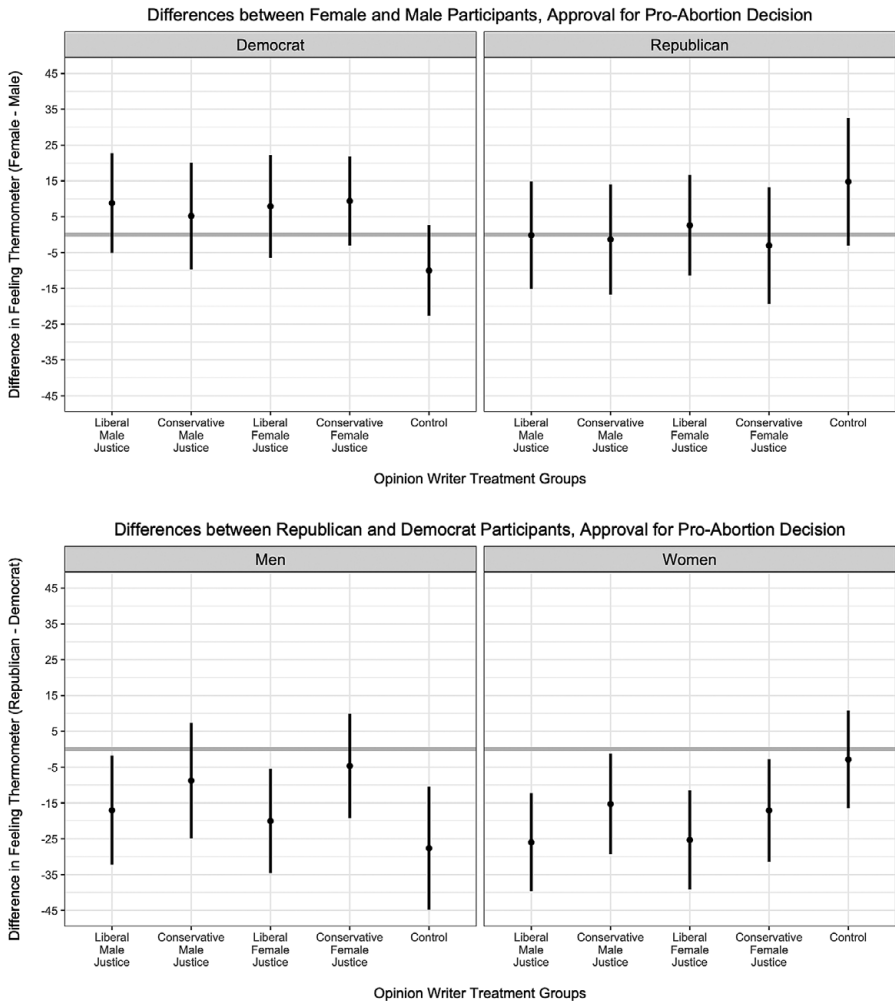 Differences between Female and Male Participants, Approval for Pro-Abortion Decision
Democrat
Republican
Difference in Feeling Thermometer (Female - Male)
45
35
25
15
5
-5
-15
-25
-35
-45
Liberal
Male
Justice
Conservative
Male
Justice
Liberal
Female
Justice
Conservative
Female
Justice
Control
Liberal
Male
Justice
Conservative
Male
Justice
Liberal
Female
Justice
Conservative
Female
Justice
Control
Opinion Writer Treatment Groups
Differences between Republican and Democrat Participants, Approval for Pro-Abortion Decision
Men
Women
Difference in Feeling Thermometer (Republican - Democrat)
45
35
25
15
5
-5
-15
-25
-35
-45
Liberal
Male
Justice
Conservative
Male
Justice
Liberal
Female
Justice
Conservative
Female
Justice
Control
Liberal
Male
Justice
Conservative
Male
Justice
Liberal
Female
Justice
Conservative
Female
Justice
Control
Opinion Writer Treatment Groups